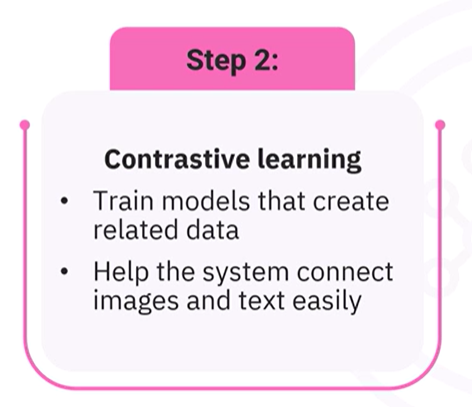 Step 2:
Contrastive learning
• Train models that create
related data
• Help the system connect
images and text easily